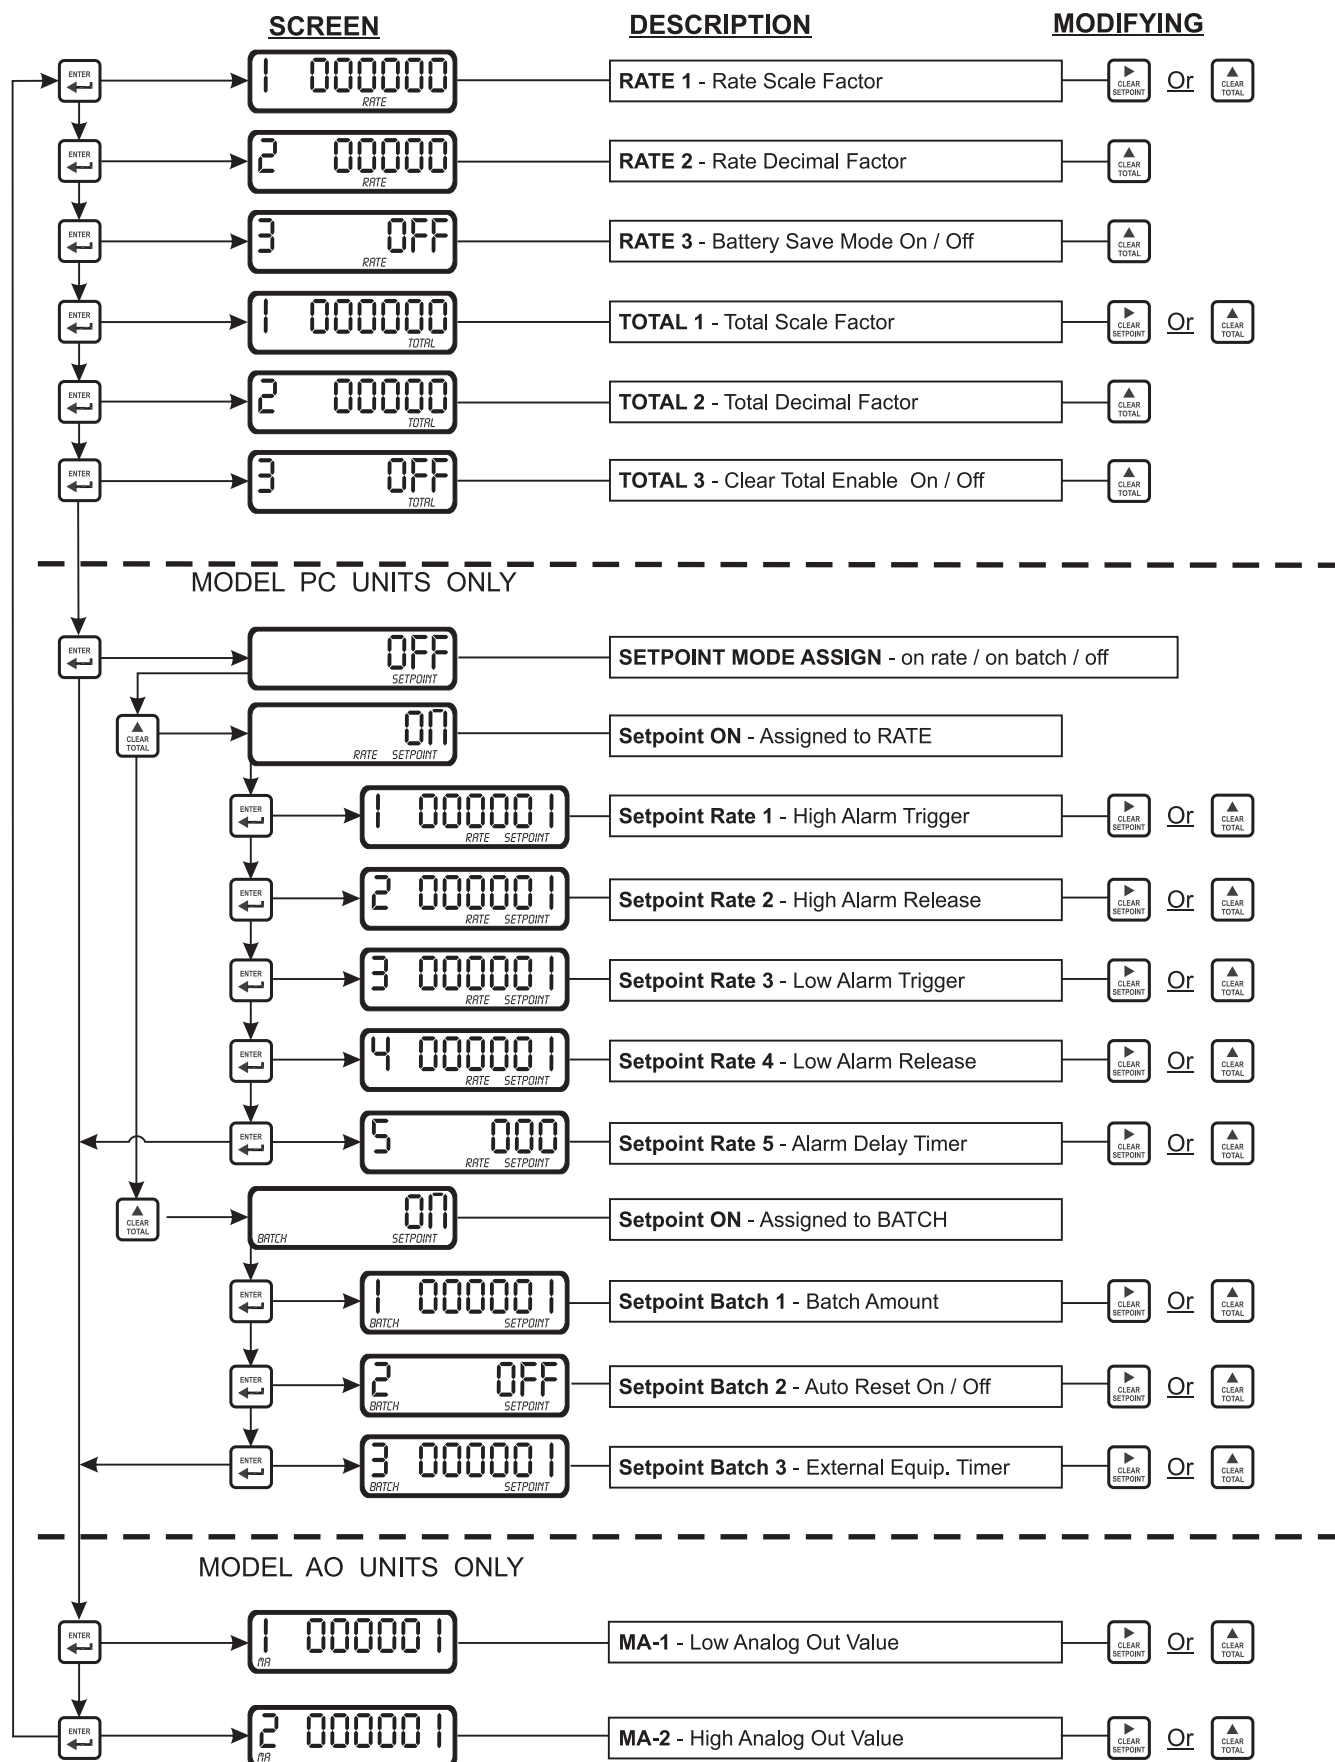 SCREEN DESCRIPTION MODIFYING
ENTER 1 000000 RATE RATE 1 - Rate Scale Factor CLEAR SETPOINT Or CLEAR TOTAL
ENTER 2 00000 RATE RATE 2 - Rate Decimal Factor CLEAR TOTAL
ENTER 3 OFF RATE RATE 3 - Battery Save Mode On / Off CLEAR TOTAL
ENTER 1 000000 TOTAL TOTAL 1 - Total Scale Factor CLEAR SETPOINT Or CLEAR TOTAL
ENTER 2 00000 TOTAL TOTAL 2 - Total Decimal Factor CLEAR TOTAL
ENTER 3 OFF TOTAL TOTAL 3 - Clear Total Enable On / Off CLEAR TOTAL
MODEL PC UNITS ONLY
ENTER OFF SETPOINT SETPOINT MODE ASSIGN - on rate / on batch / off
CLEAR TOTAL On RATE SETPOINT Setpoint ON - Assigned to RATE
ENTER 1 000001 RATE SETPOINT Setpoint Rate 1 - High Alarm Trigger CLEAR SETPOINT Or CLEAR TOTAL
ENTER 2 000001 RATE SETPOINT Setpoint Rate 2 - High Alarm Release CLEAR SETPOINT Or CLEAR TOTAL
ENTER 3 000001 RATE SETPOINT Setpoint Rate 3 - Low Alarm Trigger CLEAR SETPOINT Or CLEAR TOTAL
ENTER 4 000001 RATE SETPOINT Setpoint Rate 4 - Low Alarm Release CLEAR SETPOINT Or CLEAR TOTAL
ENTER 5 000 RATE SETPOINT Setpoint Rate 5 - Alarm Delay Timer CLEAR SETPOINT Or CLEAR TOTAL
CLEAR TOTAL On BATCH SETPOINT Setpoint ON - Assigned to BATCH
ENTER 1 000001 BATCH SETPOINT Setpoint Batch 1 - Batch Amount CLEAR SETPOINT Or CLEAR TOTAL
ENTER 2 OFF BATCH SETPOINT Setpoint Batch 2 - Auto Reset On / Off CLEAR SETPOINT Or CLEAR TOTAL
ENTER 3 000001 BATCH SETPOINT Setpoint Batch 3 - External Equip. Timer CLEAR SETPOINT Or CLEAR TOTAL
MODEL AO UNITS ONLY
ENTER 1 000001 MA MA-1 - Low Analog Out Value CLEAR SETPOINT Or CLEAR TOTAL
ENTER 2 000001 MA MA-2 - High Analog Out Value CLEAR SETPOINT Or CLEAR TOTAL